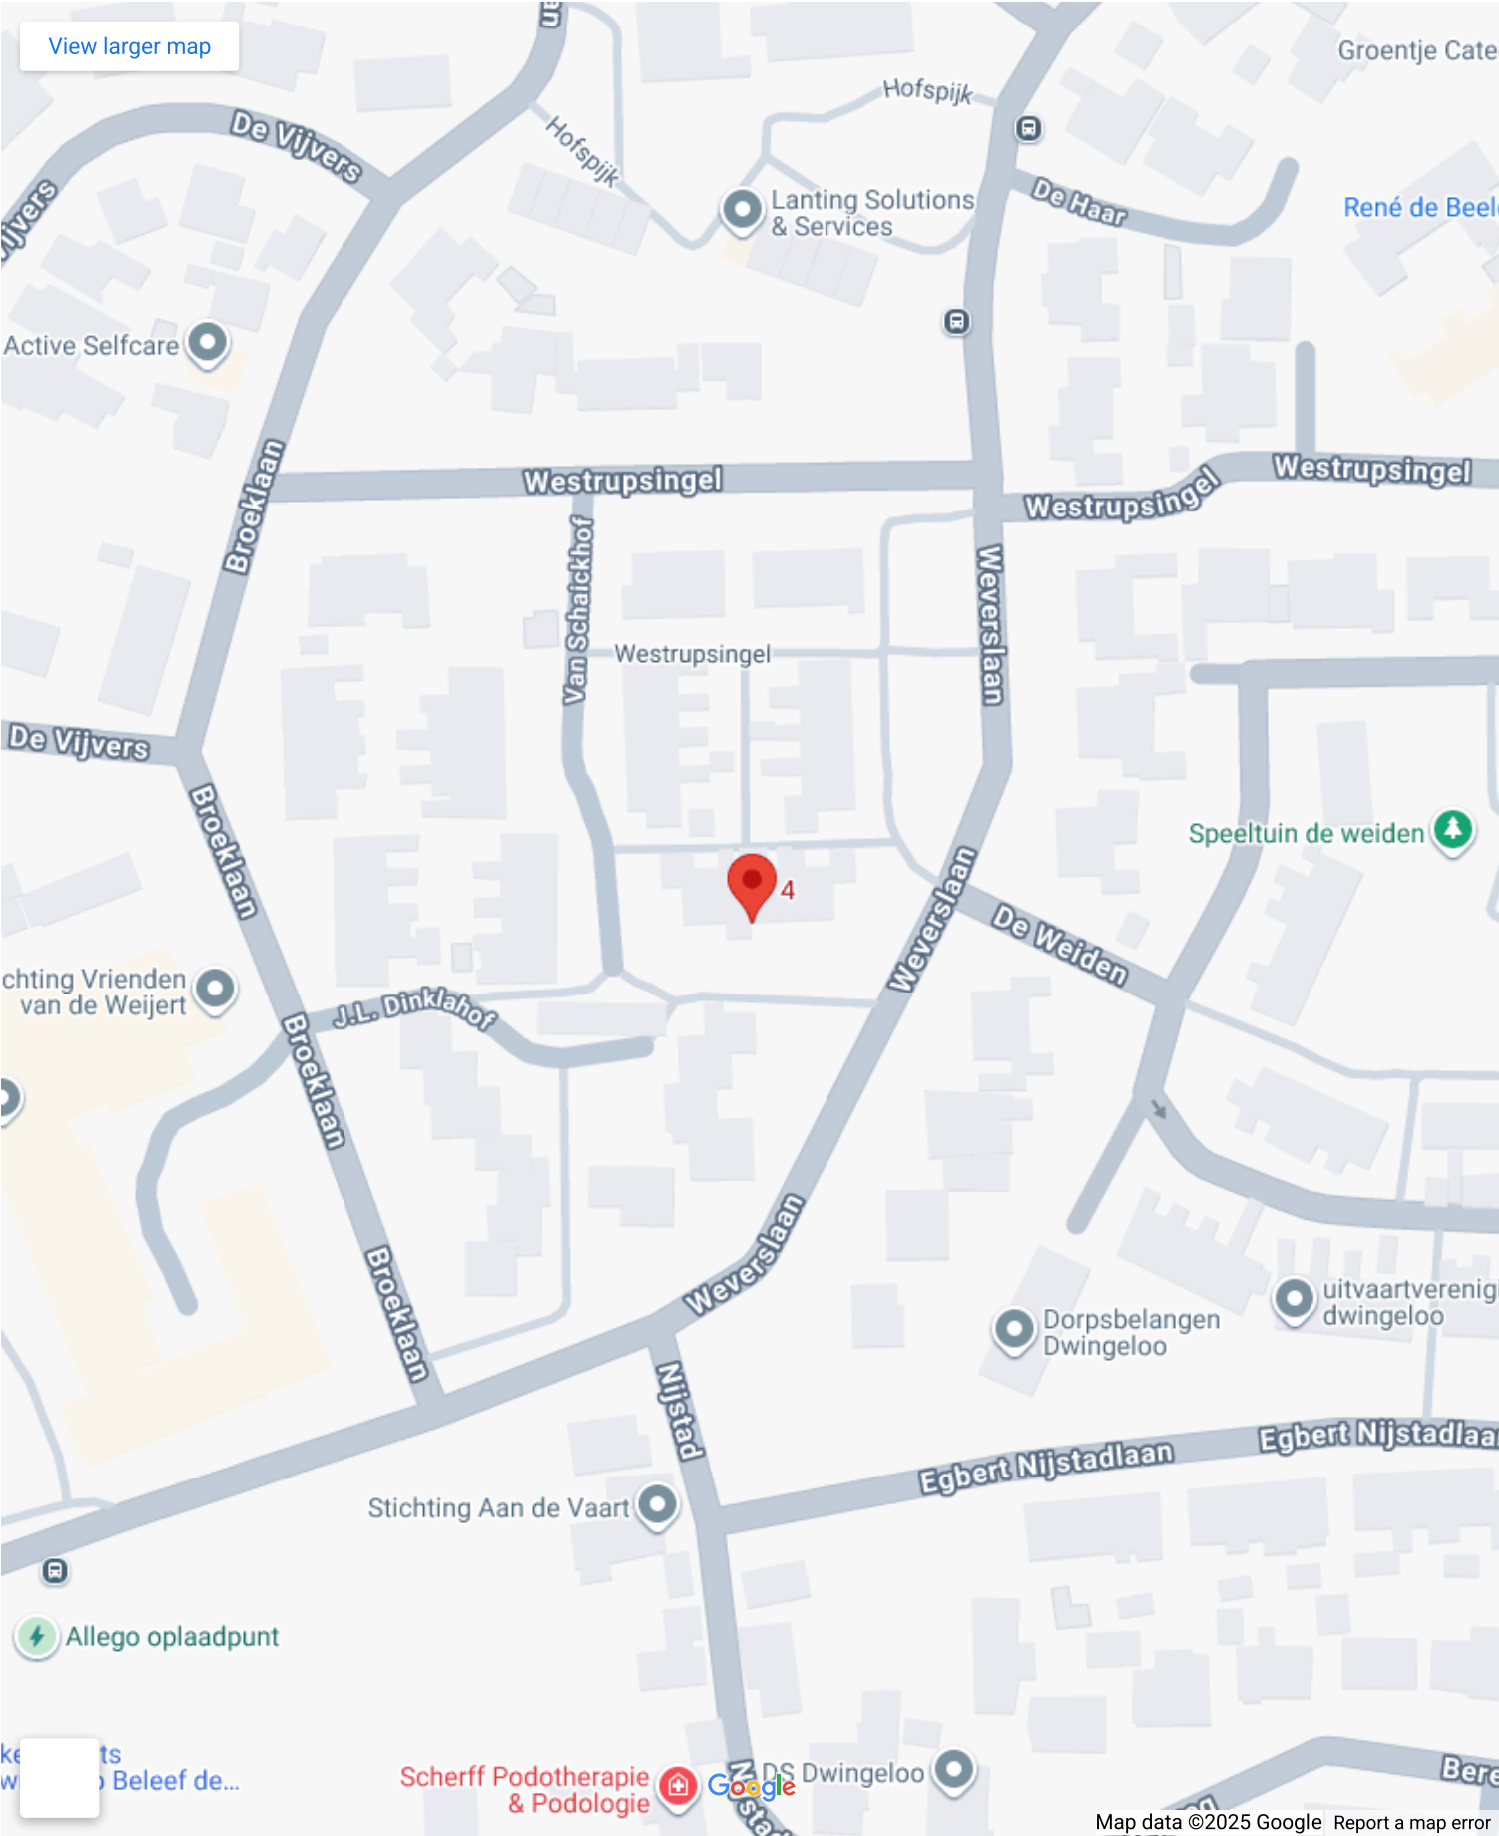 View larger map
Groentje Cate
Hofspijk
De Vijvers
Hofspijk
De Haar
Lanting Solutions
& Services
René de Beel
Active Selfcare
Westrupsingel
Westrupsingel
Westrupsingel
Broeklaan
Van Schaickhof
Weverslaan
Westrupsingel
De Vijvers
Broeklaan
Speeltuin de weiden
4
Weverslaan
De Weiden
chting Vrienden
van de Weijert
J.L. Dinklahof
Broeklaan
Weverslaan
Broeklaan
uitvaartverenig
dwingeloo
Dorpsbelangen
Dwingeloo
Nijstad
Egbert Nijstadlaan
Egbert Nijstadlaa
Stichting Aan de Vaart
Allego oplaadpunt
ts
Beleef de...
Scherff Podotherapie
& Podologie
Google
DS Dwingeloo
Nijstad
Bere
Map data ©2025 Google
Report a map error